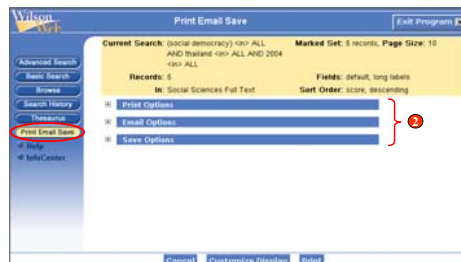 Wilson
Web
Print Email Save
Exit Program
Current Search: (social democracy) <in> ALL
AND thailand <in> ALL AND 2004
<in> ALL
Marked Set: 5 records, Page Size: 10
Records: 5
Fields: default, long labels
In: Social Sciences Full Text
Sort Order: score, descending
Advanced Search
Basic Search
Browse
Search History
Thesaurus
Print Email Save
Help
InfoCenter
Print Options
Email Options
Save Options
2
Cancel
Customize Display
Print